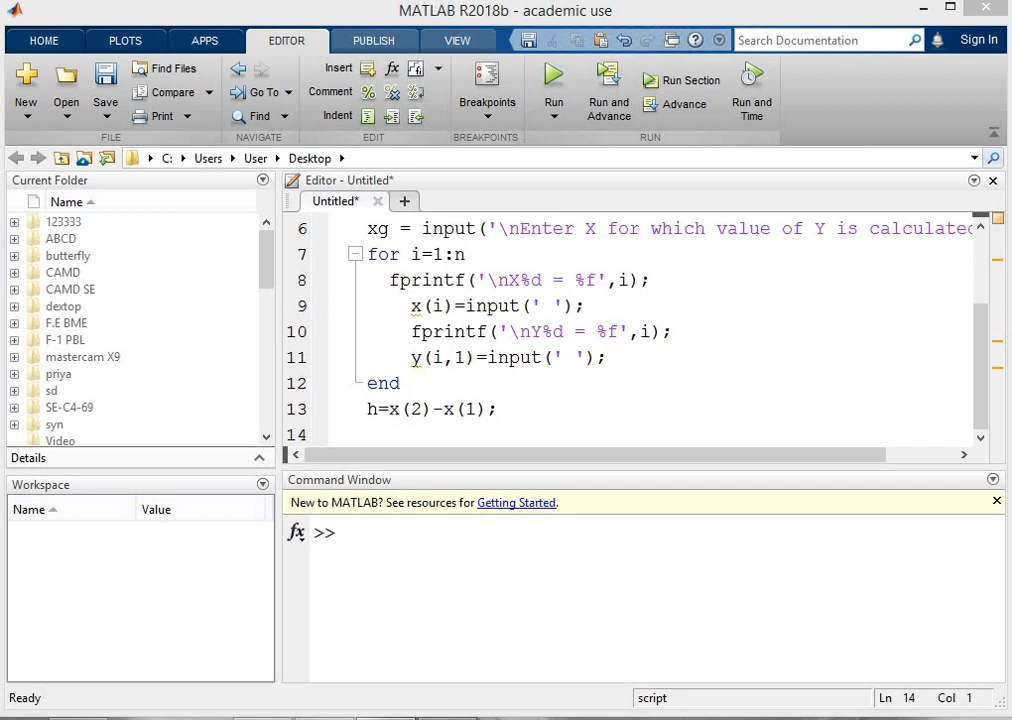 MATLAB R2018b - academic use
HOME PLOTS APPS EDITOR PUBLISH VIEW Search Documentation Sign In
New Open Save Find Files Compare Print
Go To Find
Insert fx
Comment % %
Indent
Breakpoints
Run Run and Advance Run Section Advance Run and Time
FILE NAVIGATE EDIT BREAKPOINTS RUN
C: Users User Desktop
Current Folder
Name
123333
ABCD
butterfly
CAMD
CAMD SE
dextop
F.E BME
F-1 PBL
mastercam X9
priya
sd
SE-C4-69
syn
Video
Details
Workspace
Name Value
Editor - Untitled*
Untitled* +
6 xg = input('\nEnter X for which value of Y is calculated
7 for i=1:n
8 fprintf('\nX%d = %f',i);
9 x(i)=input(' ');
10 fprintf('\nY%d = %f',i);
11 y(i,1)=input(' ');
12 end
13 h=x(2)-x(1);
14
Command Window
New to MATLAB? See resources for Getting Started.
fx >>
Ready script Ln 14 Col 1